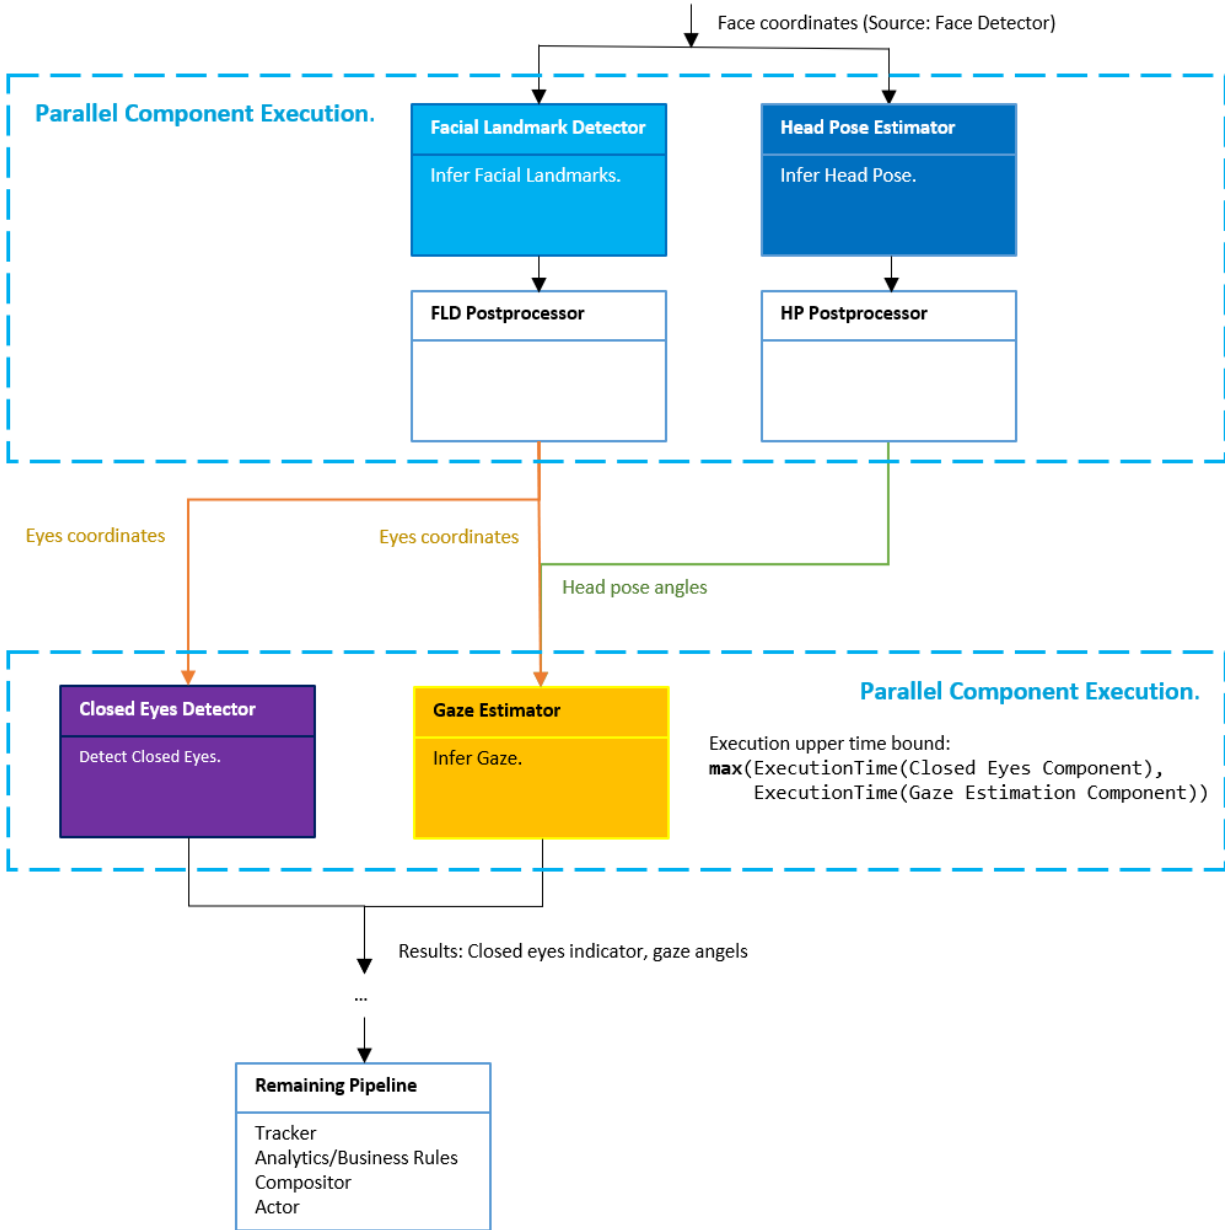 Face coordinates (Source: Face Detector)
Parallel Component Execution.
Facial Landmark Detector
Infer Facial Landmarks.
Head Pose Estimator
Infer Head Pose.
FLD Postprocessor
HP Postprocessor
Eyes coordinates
Eyes coordinates
Head pose angles
Closed Eyes Detector
Detect Closed Eyes.
Gaze Estimator
Infer Gaze.
Parallel Component Execution.
Execution upper time bound:
max(ExecutionTime(Closed Eyes Component),
ExecutionTime(Gaze Estimation Component))
Results: Closed eyes indicator, gaze angels
...
Remaining Pipeline
Tracker
Analytics/Business Rules
Compositor
Actor